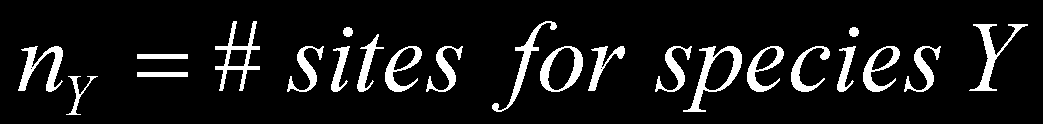 n_Y = # sites for species Y